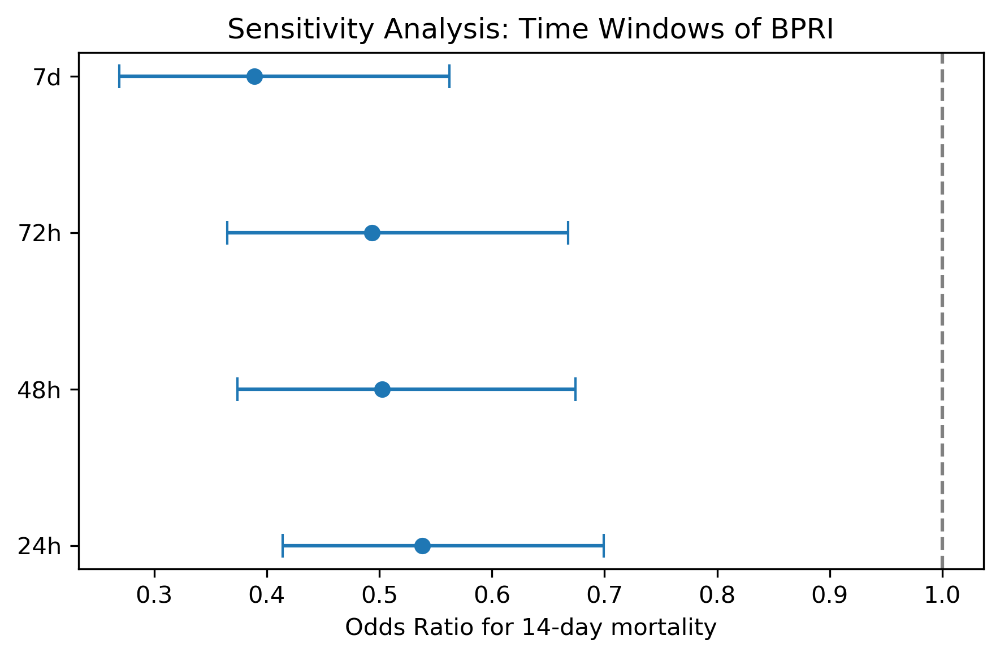 Sensitivity Analysis: Time Windows of BPRI
7d
72h
48h
24h
0.3 0.4 0.5 0.6 0.7 0.8 0.9 1.0
Odds Ratio for 14-day mortality